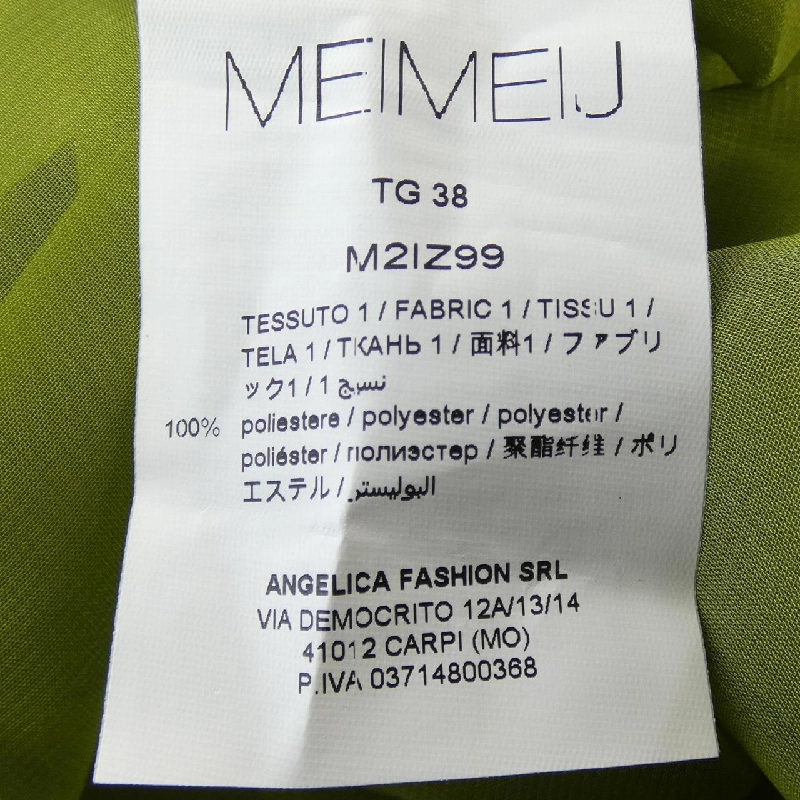 MEIMEIJ
TG 38
M2IZ99
TESSUTO 1 / FABRIC 1 / TISSU 1 /
TELA 1 / ТКАНЬ 1 / 面料1 / ファブリ
ック1 / 1 نسيج
100% poliestere / polyester / polyester /
poliéster / полиэстер / 聚酯纤维 / ポリ
エステル / البوليستر
ANGELICA FASHION SRL
VIA DEMOCRITO 12A/13/14
41012 CARPI (MO)
P.IVA 03714800368